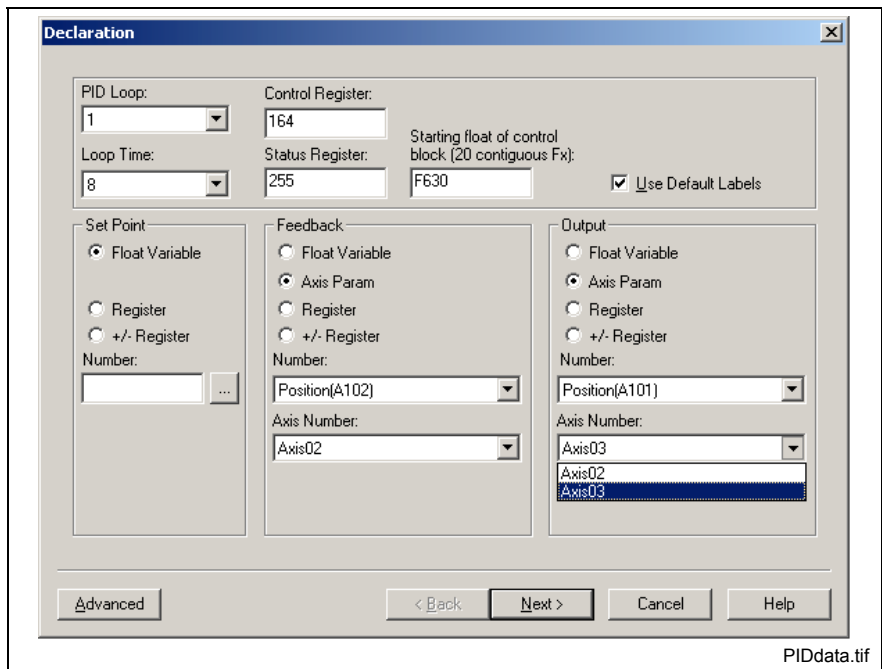 Declaration
PID Loop:
1
Control Register:
164
Loop Time:
8
Status Register:
255
Starting float of control
block (20 contiguous Fx):
F630
Use Default Labels
Set Point
Float Variable
Register
+/- Register
Number:
...
Feedback
Float Variable
Axis Param
Register
+/- Register
Number:
Position(A102)
Axis Number:
Axis02
Output
Float Variable
Axis Param
Register
+/- Register
Number:
Position(A101)
Axis Number:
Axis03
Axis02
Axis03
Advanced
< Back
Next >
Cancel
Help
PIDdata.tif